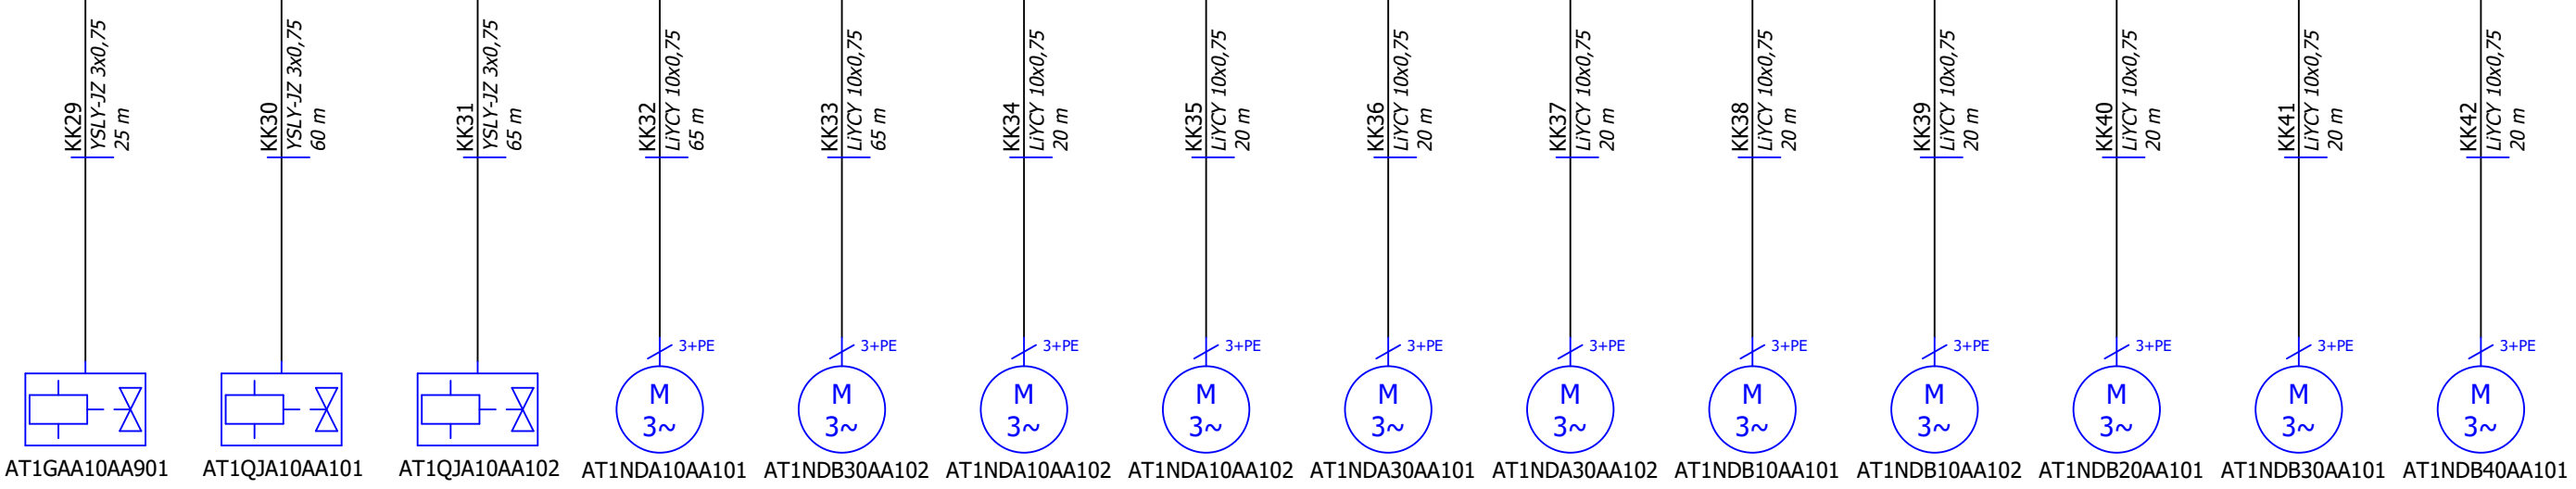 KK29
YSLY-JZ 3x0,75
25 m
KK30
YSLY-JZ 3x0,75
60 m
KK31
YSLY-JZ 3x0,75
65 m
KK32
LiYCY 10x0,75
65 m
KK33
LiYCY 10x0,75
65 m
KK34
LiYCY 10x0,75
20 m
KK35
LiYCY 10x0,75
20 m
KK36
LiYCY 10x0,75
20 m
KK37
LiYCY 10x0,75
20 m
KK38
LiYCY 10x0,75
20 m
KK39
LiYCY 10x0,75
20 m
KK40
LiYCY 10x0,75
20 m
KK41
LiYCY 10x0,75
20 m
KK42
LiYCY 10x0,75
20 m
3+PE
3+PE
3+PE
3+PE
3+PE
3+PE
3+PE
3+PE
3+PE
3+PE
3+PE
M
3~
M
3~
M
3~
M
3~
M
3~
M
3~
M
3~
M
3~
M
3~
M
3~
M
3~
AT1GAA10AA901
AT1QJA10AA101
AT1QJA10AA102
AT1NDA10AA101
AT1NDB30AA102
AT1NDA10AA102
AT1NDA10AA102
AT1NDA30AA101
AT1NDA30AA102
AT1NDB10AA101
AT1NDB10AA102
AT1NDB20AA101
AT1NDB30AA101
AT1NDB40AA101